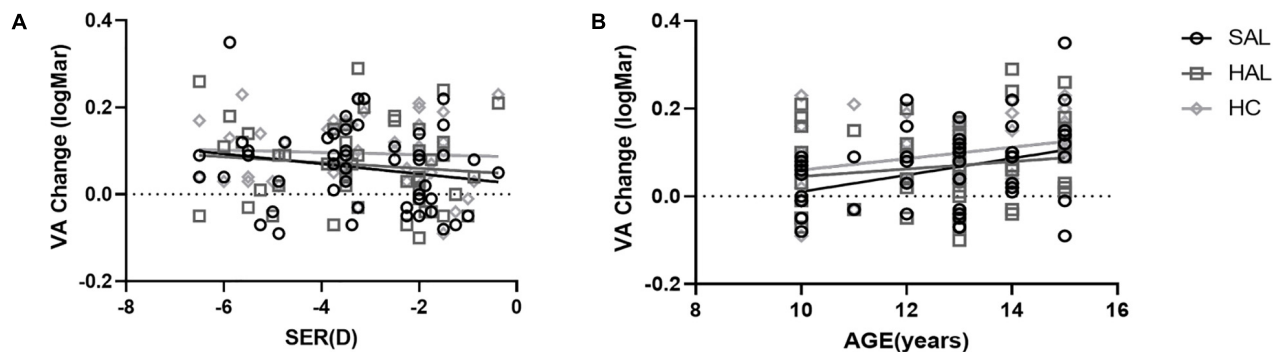 A
VA Change (logMar)
0.4
0.2
0.0
-0.2
-8
-6
-4
-2
0
SER(D)
B
VA Change (logMar)
0.4
0.2
0.0
-0.2
8
10
12
14
16
AGE(years)
SAL
HAL
HC